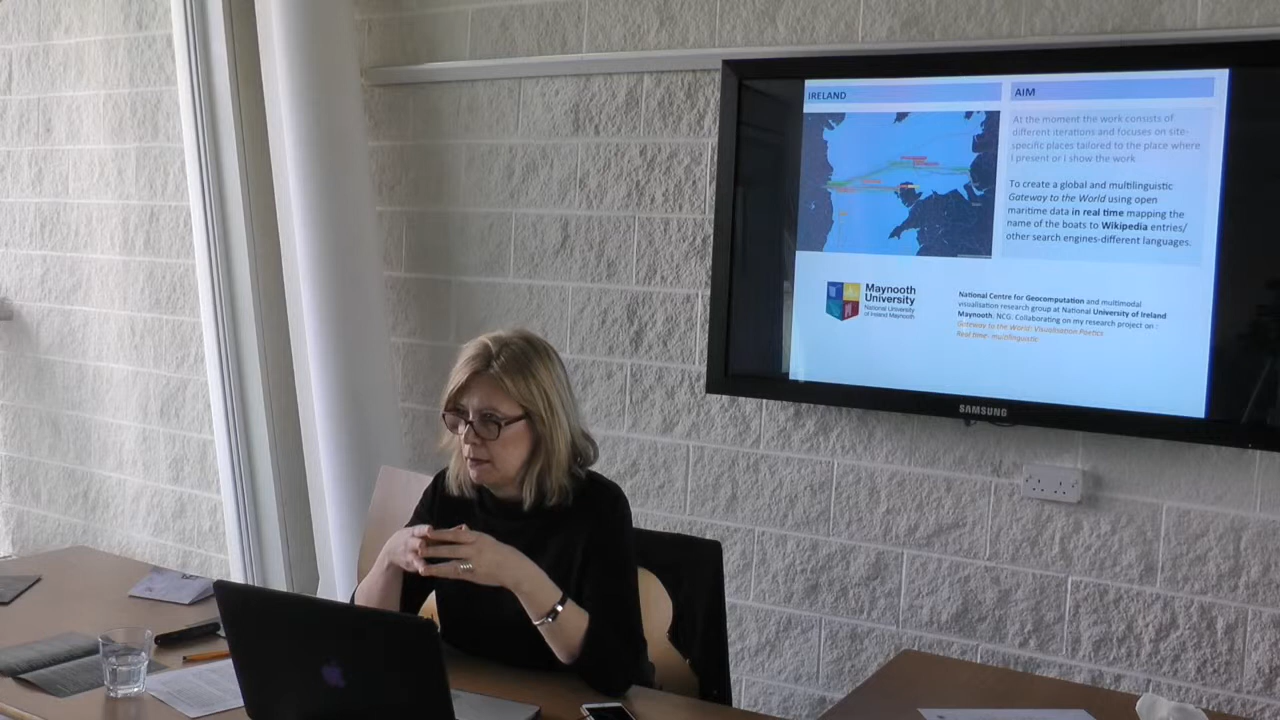 IRELAND
AIM
At the moment the work consists of
different iterations and focuses on site-
specific places tailored to the place where
I present or I show the work
To create a global and multilinguistic
Gateway to the World using open
maritime data in real time mapping the
name of the boats to Wikipedia entries/
other search engines-different languages.
Maynooth
University
National University
of Ireland Maynooth
National Centre for Geocomputation and multimodal
visualization research group at National University of Ireland
Maynooth, NCG. Collaborating on my research project on :
Gateway to the World: Visualisation Poetics
Real time- multilinguistic
SAMSUNG